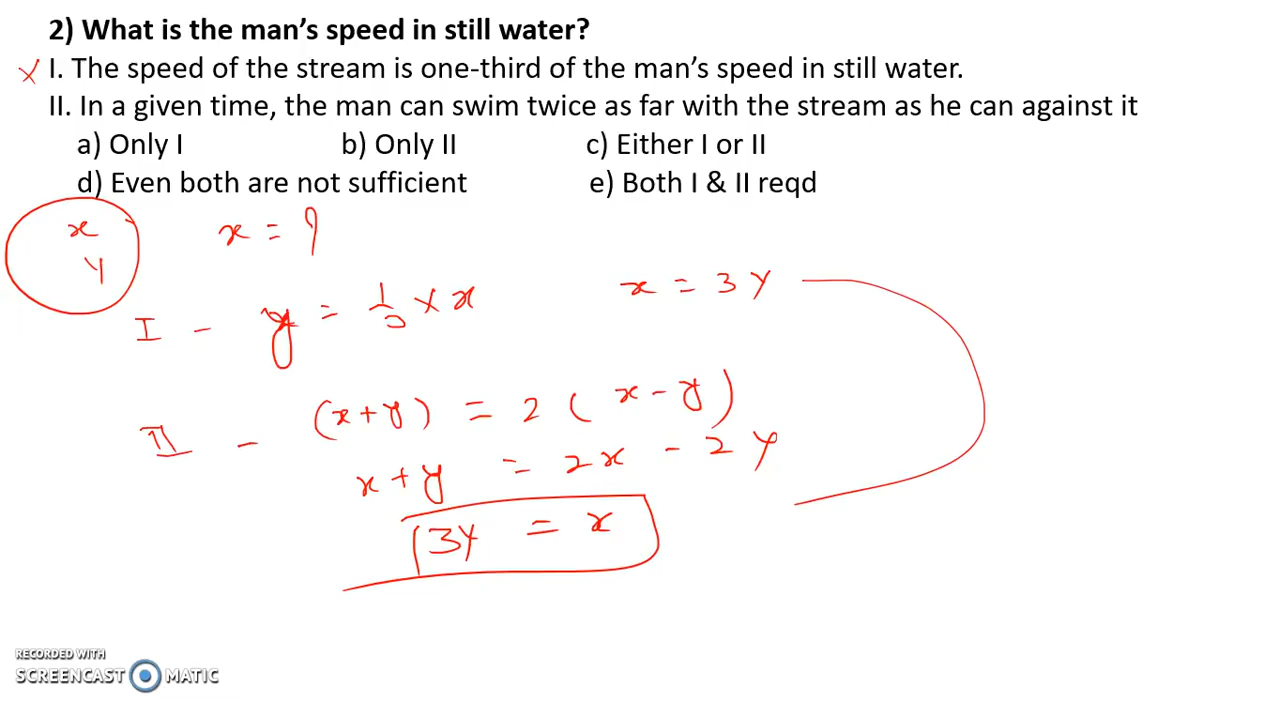 2) What is the man’s speed in still water?
X I. The speed of the stream is one-third of the man’s speed in still water.
II. In a given time, the man can swim twice as far with the stream as he can against it
a) Only I b) Only II c) Either I or II
d) Even both are not sufficient e) Both I & II reqd
x x = ?
y
I - y = 1/3 × x x = 3y
II - (x+y) = 2 ( x - y )
x + y = 2x - 2y
3y = x
RECORDED WITH
SCREENCAST MATIC